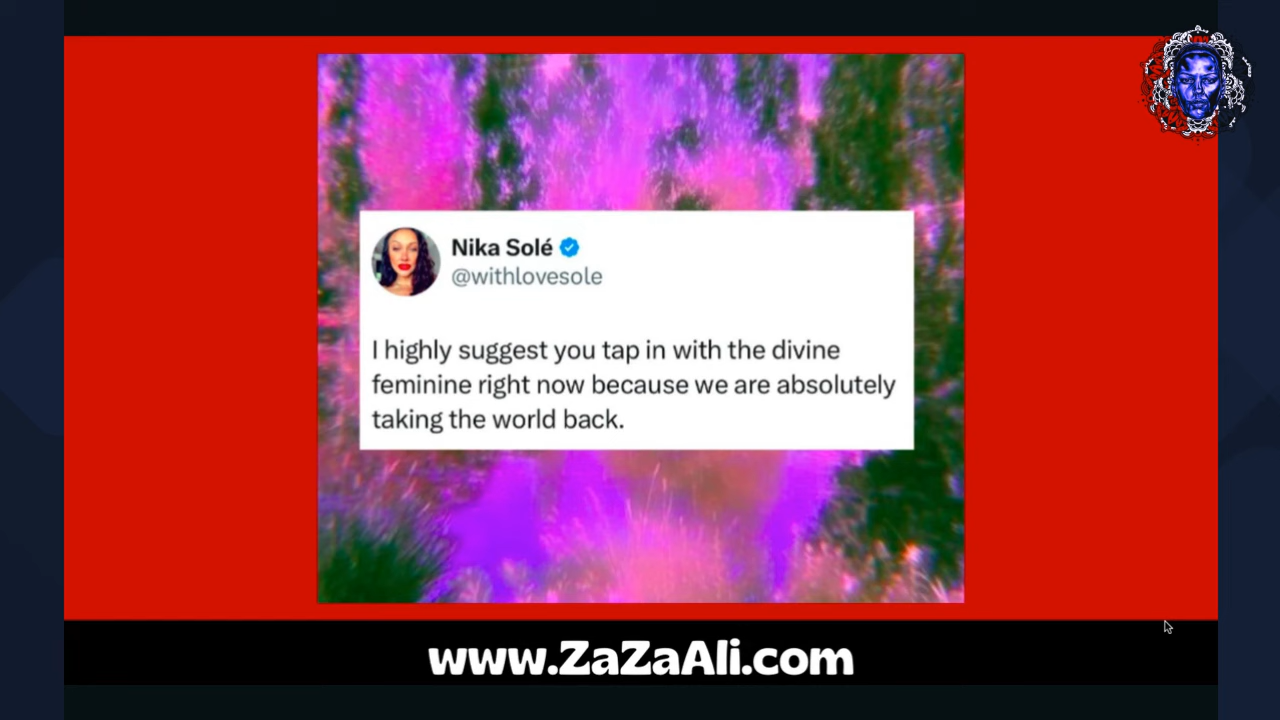 Nika Solé
@withlovesole
I highly suggest you tap in with the divine
feminine right now because we are absolutely
taking the world back.
www.ZaZaAli.com